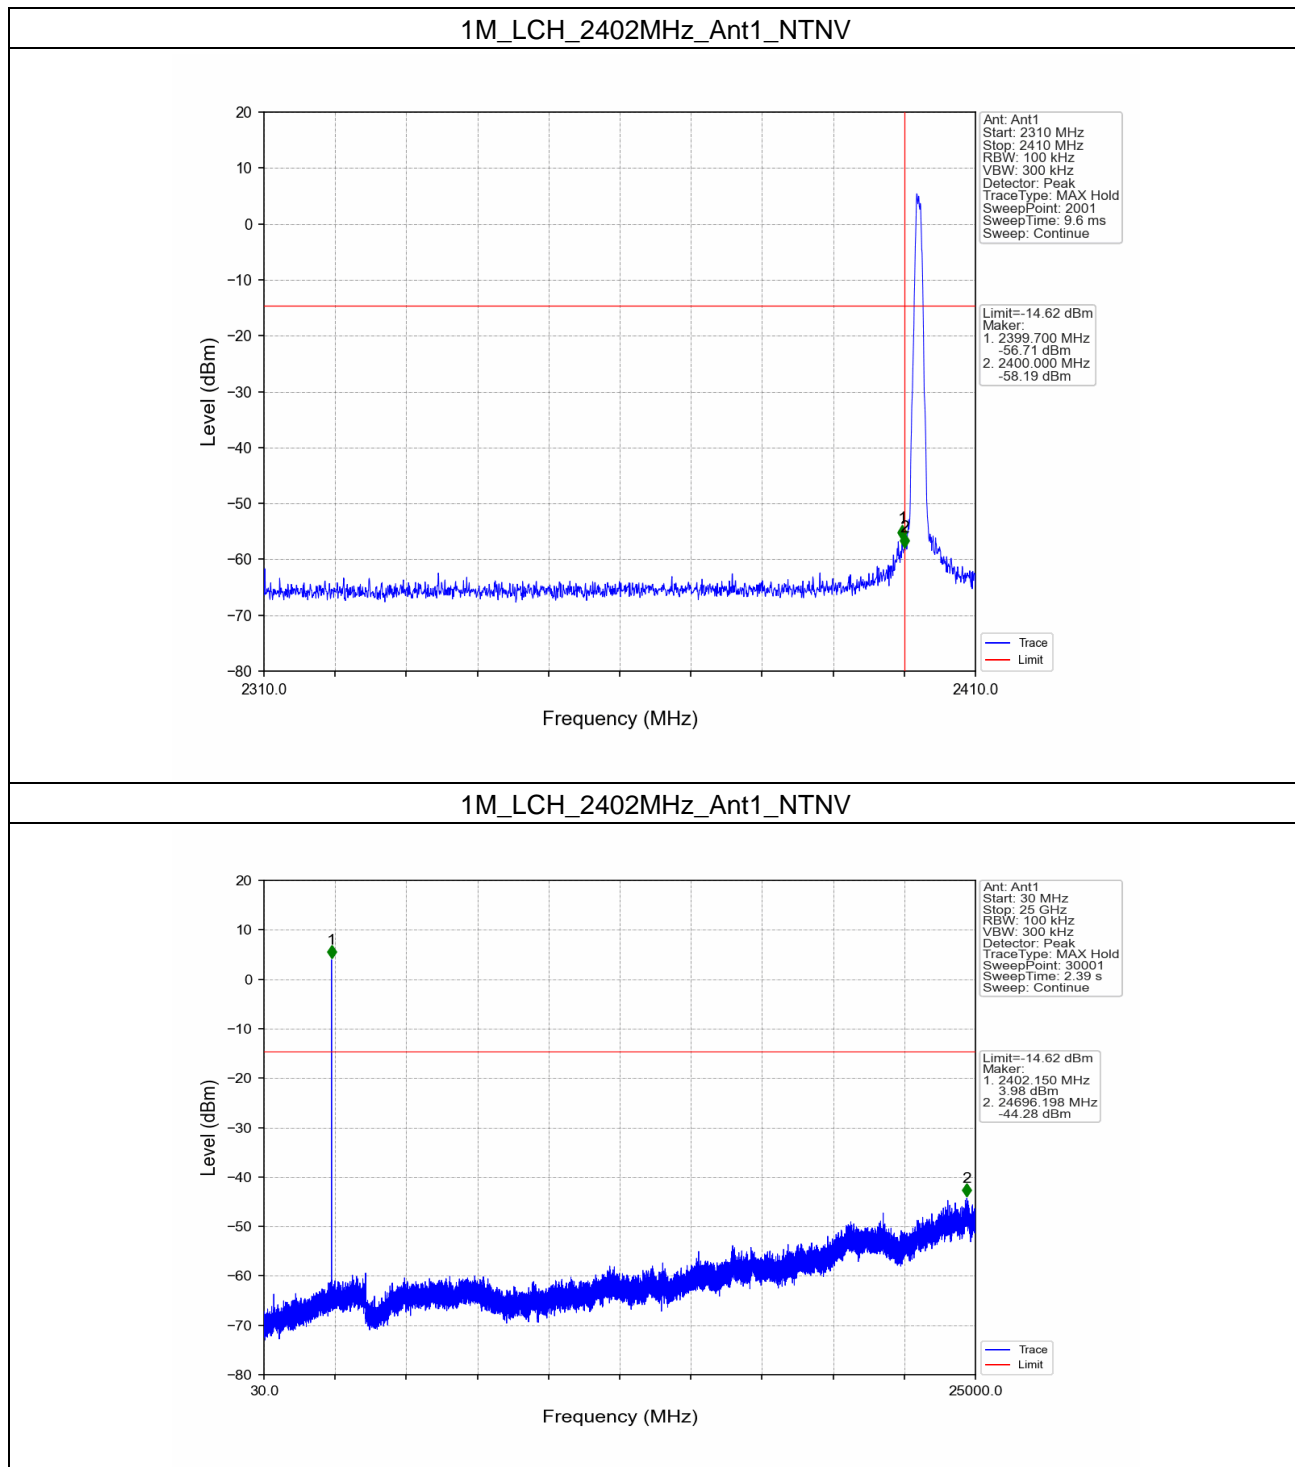 1M_LCH_2402MHz_Ant1_NTNV
20
10
0
−10
−20
−30
−40
−50
−60
−70
−80
Level (dBm)
1
2
2310.0
2410.0
Frequency (MHz)
Ant: Ant1
Start: 2310 MHz
Stop: 2410 MHz
RBW: 100 kHz
VBW: 300 kHz
Detector: Peak
TraceType: MAX Hold
SweepPoint: 2001
SweepTime: 9.6 ms
Sweep: Continue
Limit=-14.62 dBm
Maker:
1. 2399.700 MHz
-56.71 dBm
2. 2400.000 MHz
-58.19 dBm
Trace
Limit
1M_LCH_2402MHz_Ant1_NTNV
20
10
0
−10
−20
−30
−40
−50
−60
−70
−80
Level (dBm)
1
2
30.0
25000.0
Frequency (MHz)
Ant: Ant1
Start: 30 MHz
Stop: 25 GHz
RBW: 100 kHz
VBW: 300 kHz
Detector: Peak
TraceType: MAX Hold
SweepPoint: 30001
SweepTime: 2.39 s
Sweep: Continue
Limit=-14.62 dBm
Maker:
1. 2402.150 MHz
3.98 dBm
2. 24696.198 MHz
-44.28 dBm
Trace
Limit